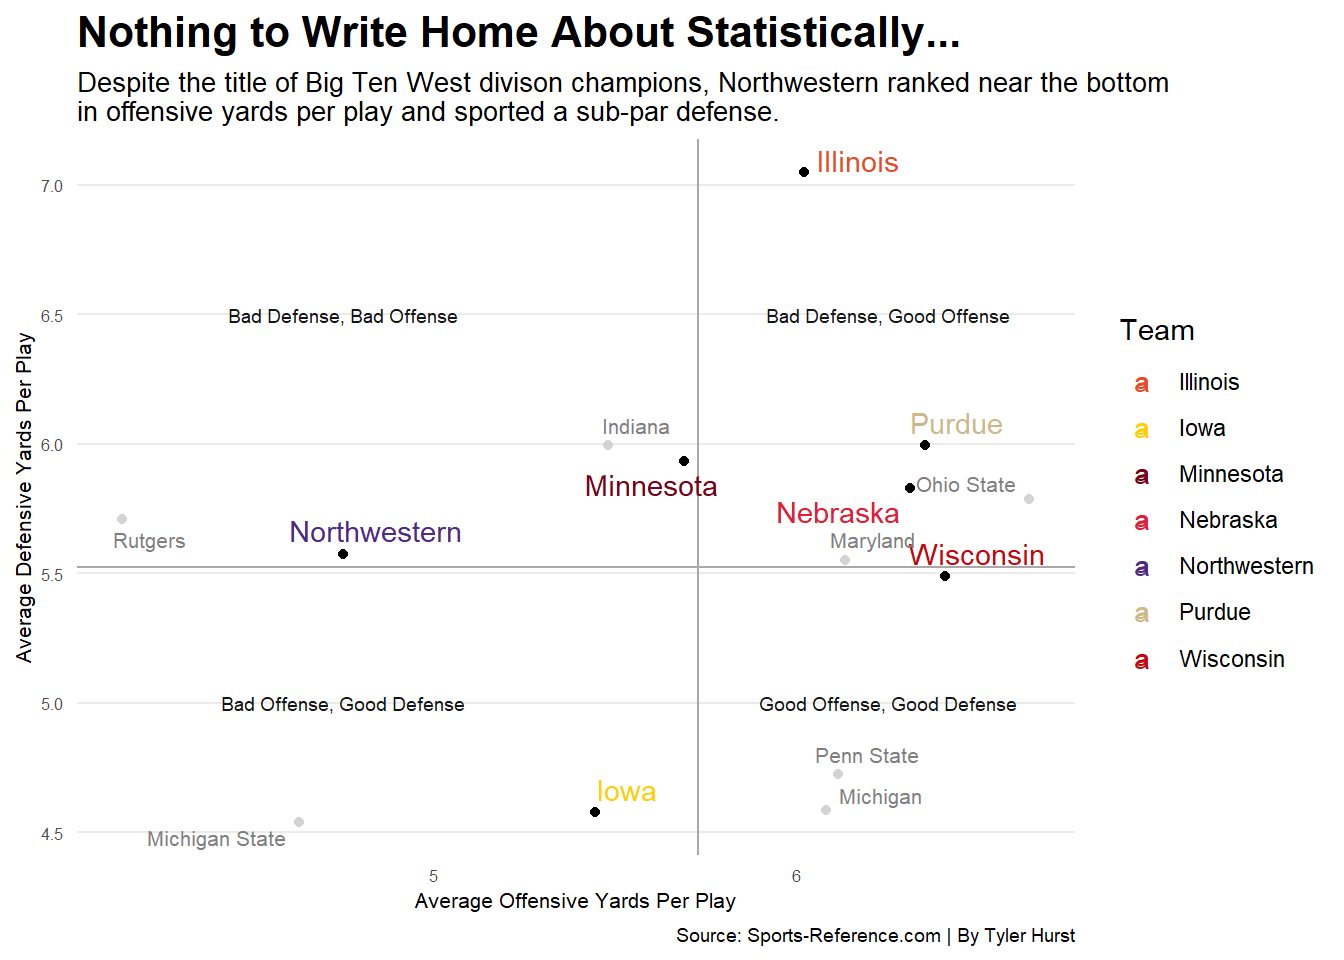 Nothing to Write Home About Statistically...
Despite the title of Big Ten West divison champions, Northwestern ranked near the bottom
in offensive yards per play and sported a sub-par defense.
Illinois
7.0
6.5
Bad Defense, Bad Offense
Bad Defense, Good Offense
Average Defensive Yards Per Play
Team
a Illinois
a Iowa
a Minnesota
a Nebraska
a Northwestern
a Purdue
a Wisconsin
Indiana
Purdue
6.0
Minnesota
Ohio State
Nebraska
Northwestern
Rutgers
Maryland
Wisconsin
5.5
5.0
Bad Offense, Good Defense
Good Offense, Good Defense
Penn State
Iowa
Michigan
4.5
Michigan State
5
6
Average Offensive Yards Per Play
Source: Sports-Reference.com | By Tyler Hurst